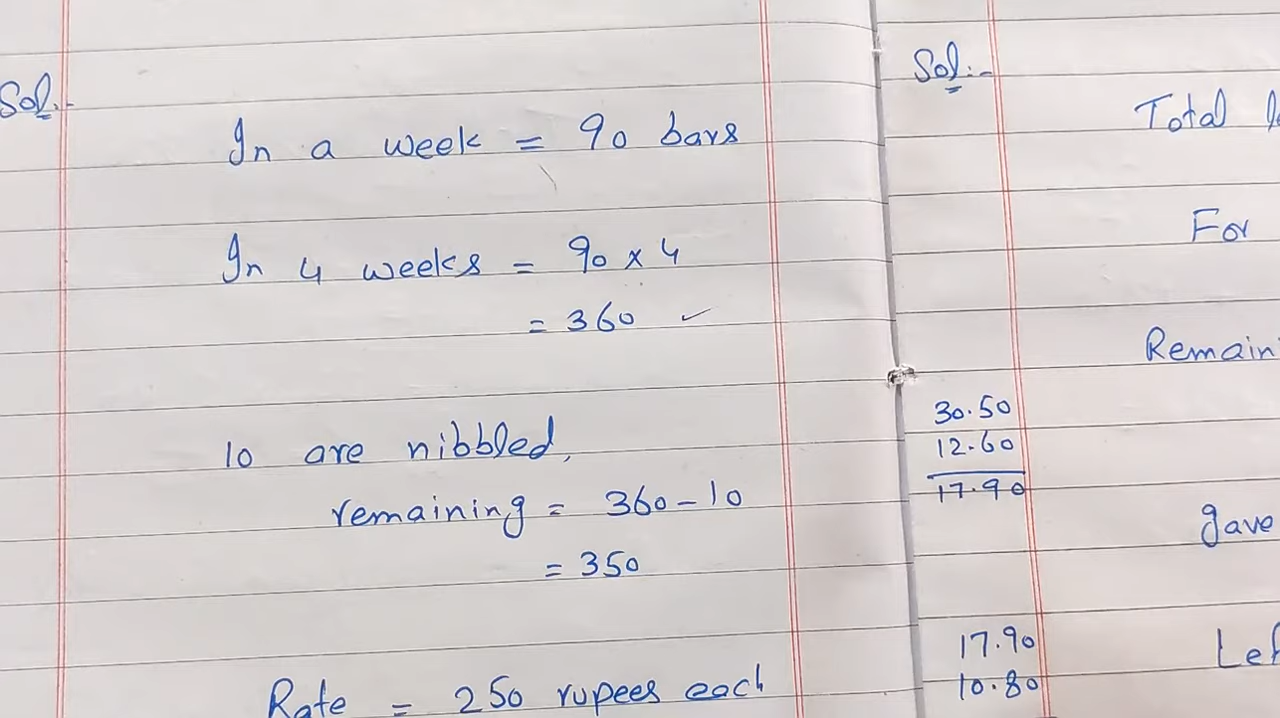 Sol:-
In a week = 90 bars
In 4 weeks = 90 x 4
= 360 ✓
10 are nibbled,
remaining = 360-10
= 350
Rate = 250 rupees each
Sol:-
Total
For
Remain
30.50
12.60
17.90
gave
17.90
10.80
Lef